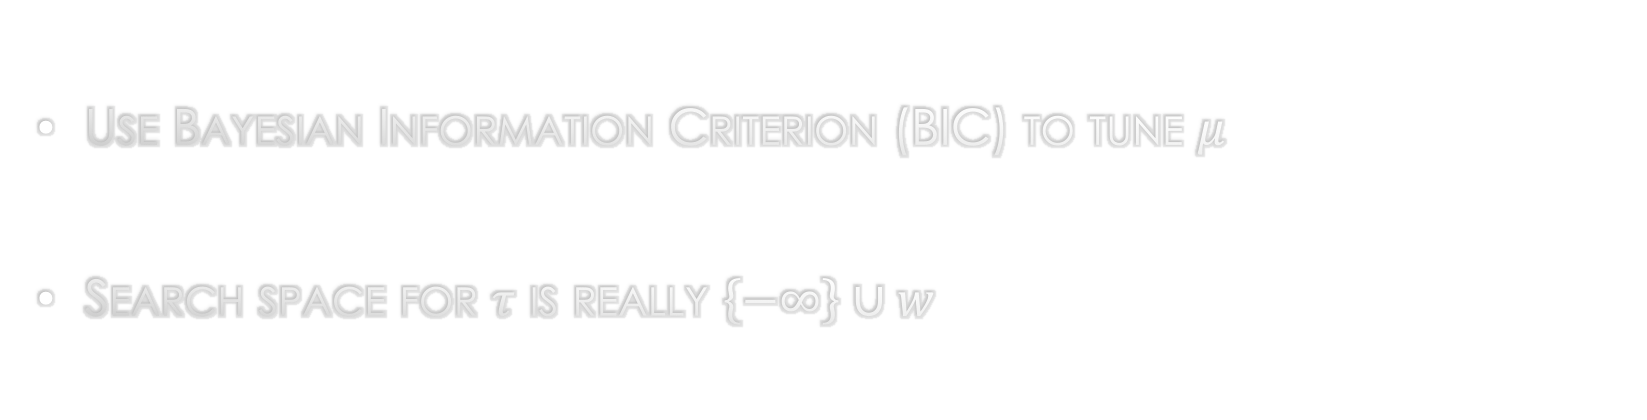 • Use Bayesian Information Criterion (BIC) to tune μ
• Search space for τ is really {−∞} ∪ w